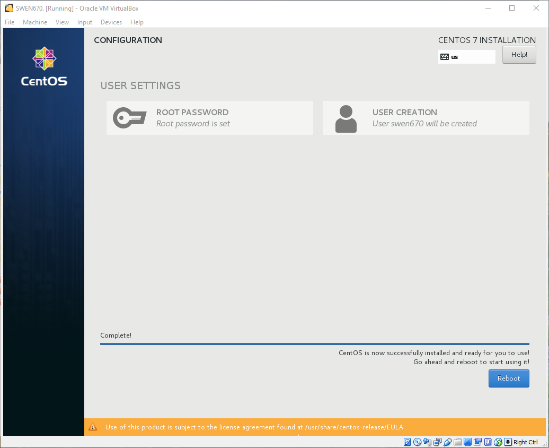 SWEN670 [Running] - Oracle VM VirtualBox
File Machine View Input Devices Help
CentOS
CONFIGURATION
CENTOS 7 INSTALLATION
us
Help!
USER SETTINGS
ROOT PASSWORD
Root password is set
USER CREATION
User swen670 will be created
Complete!
CentOS is now successfully installed and ready for you to use!
Go ahead and reboot to start using it!
Reboot
Use of this product is subject to the license agreement found at /usr/share/centos-release/EULA
Right Ctrl